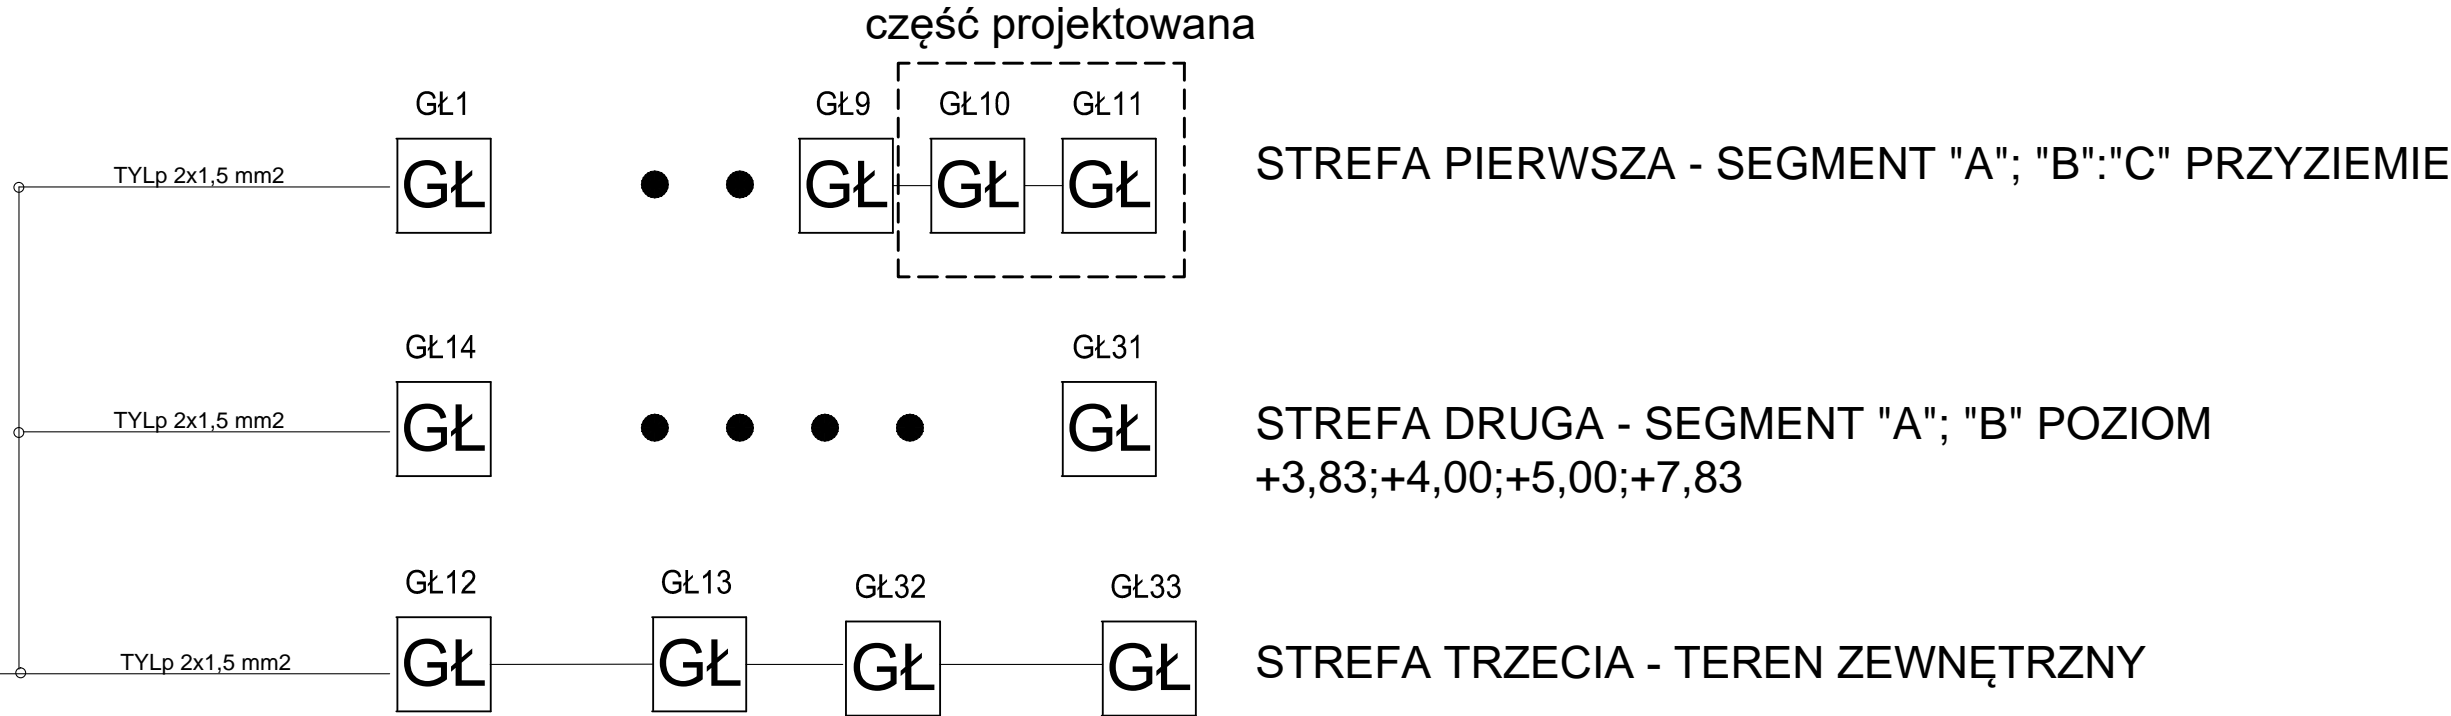 część projektowana
GŁ1
GŁ9
GŁ10
GŁ11
TYLp 2x1,5 mm2
GŁ
GŁ
GŁ
GŁ
STREFA PIERWSZA - SEGMENT "A"; "B":"C" PRZYZIEMIE
GŁ14
GŁ31
TYLp 2x1,5 mm2
GŁ
GŁ
STREFA DRUGA - SEGMENT "A"; "B" POZIOM
+3,83;+4,00;+5,00;+7,83
GŁ12
GŁ13
GŁ32
GŁ33
TYLp 2x1,5 mm2
GŁ
GŁ
GŁ
GŁ
STREFA TRZECIA - TEREN ZEWNĘTRZNY